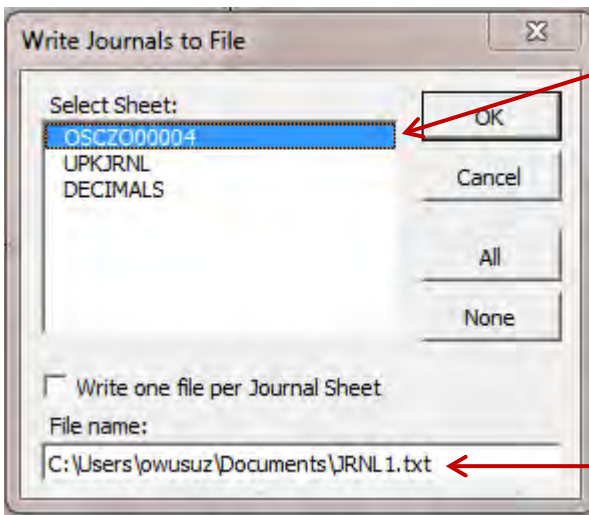 Write Journals to File
Select Sheet:
OSCZO00004
UPKJRNL
DECIMALS
OK
Cancel
All
None
Write one file per Journal Sheet
File name:
C:\Users\owusuz\Documents\JRNL1.txt